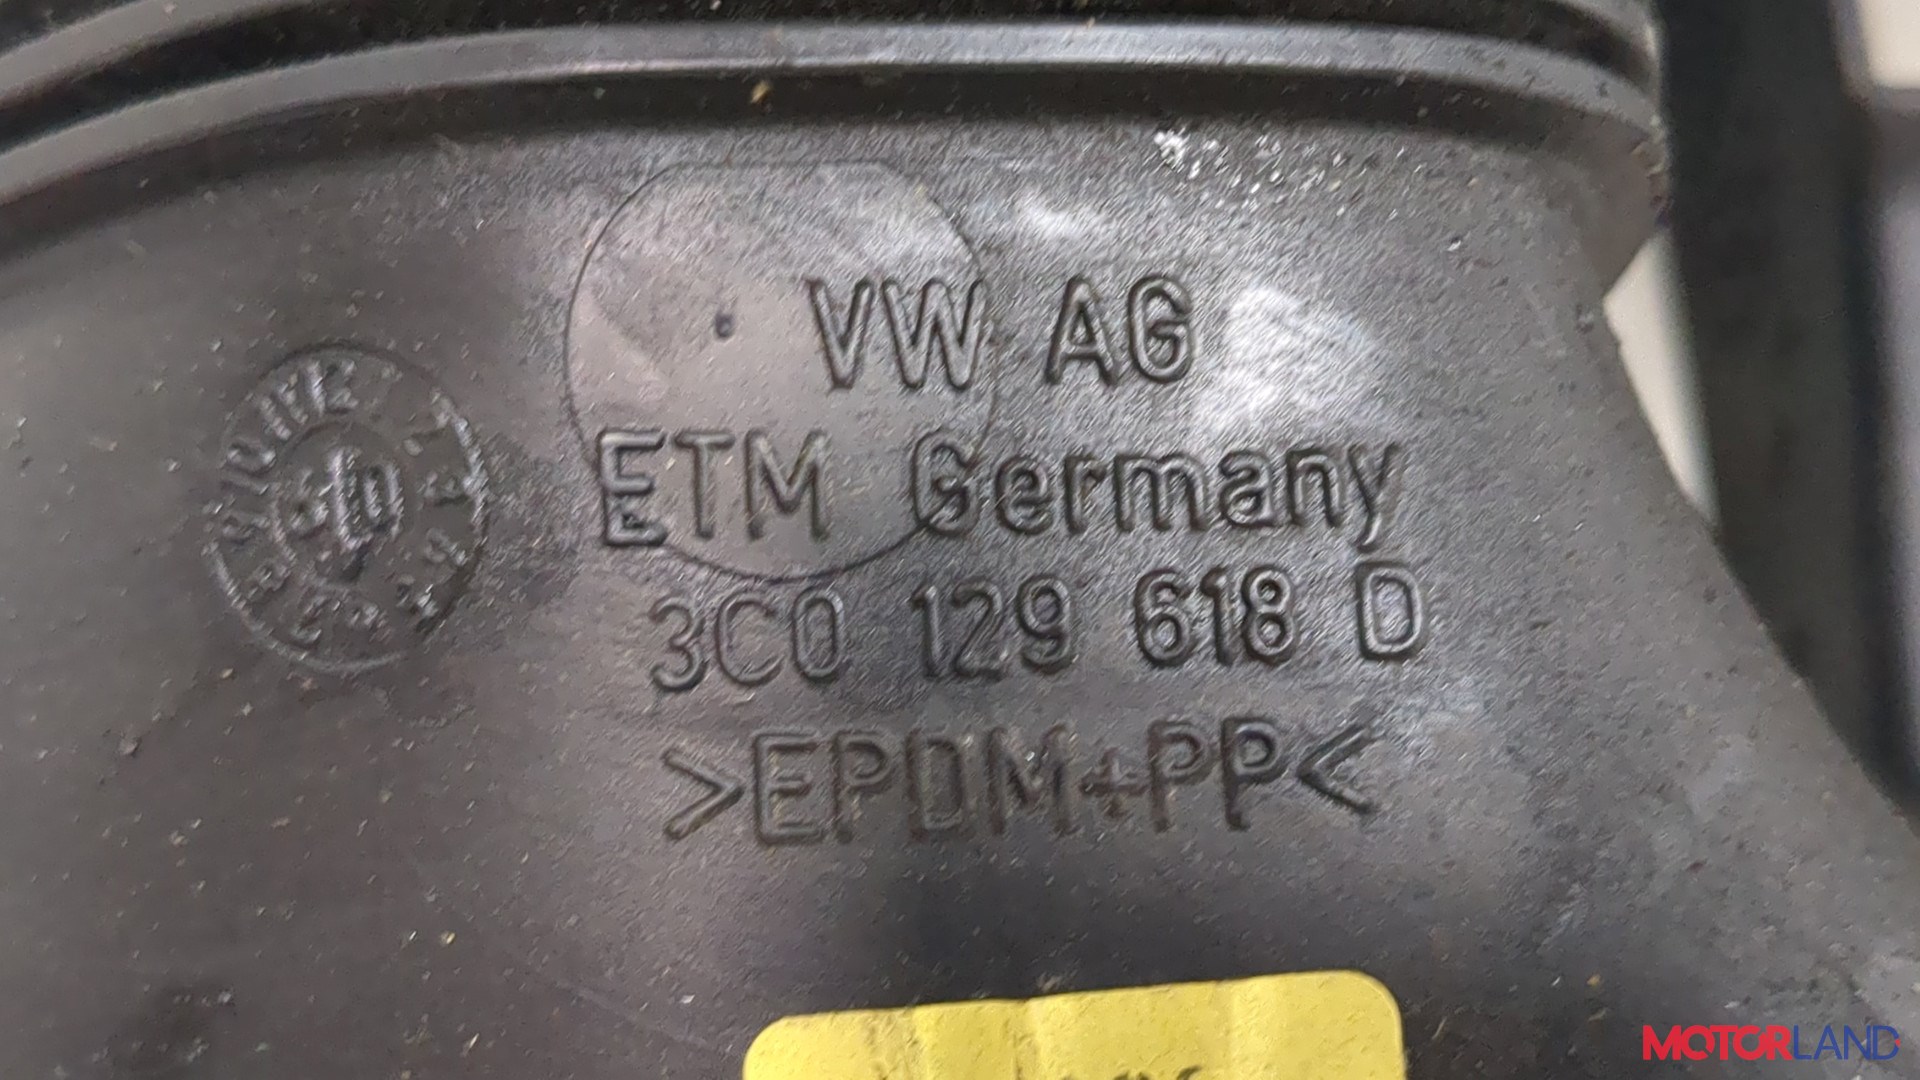 VW AG
ETM Germany
3C0 129 618 D
>EPDM+PP<
MOTORLAND